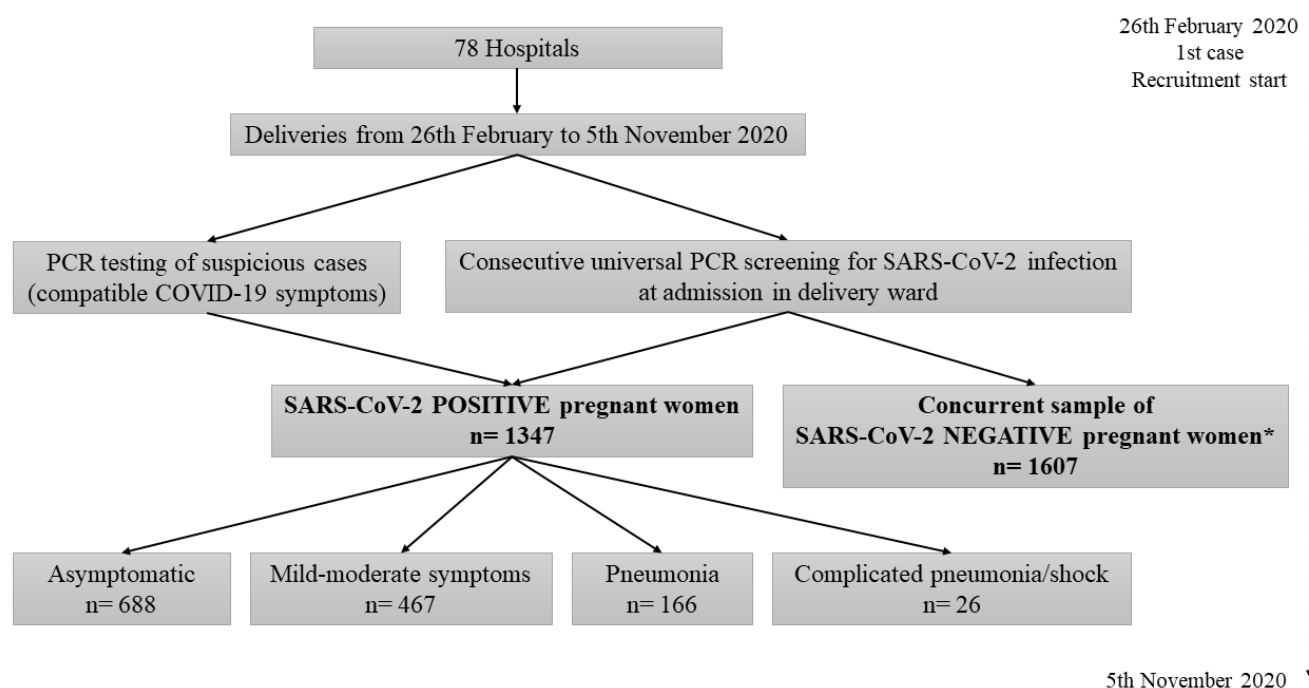 26th February 2020
1st case
Recruitment start
78 Hospitals
Deliveries from 26th February to 5th November 2020
PCR testing of suspicious cases
(compatible COVID-19 symptoms)
Consecutive universal PCR screening for SARS-CoV-2 infection
at admission in delivery ward
SARS-CoV-2 POSITIVE pregnant women
n= 1347
Concurrent sample of
SARS-CoV-2 NEGATIVE pregnant women*
n= 1607
Asymptomatic
n= 688
Mild-moderate symptoms
n= 467
Pneumonia
n= 166
Complicated pneumonia/shock
n= 26
5th November 2020